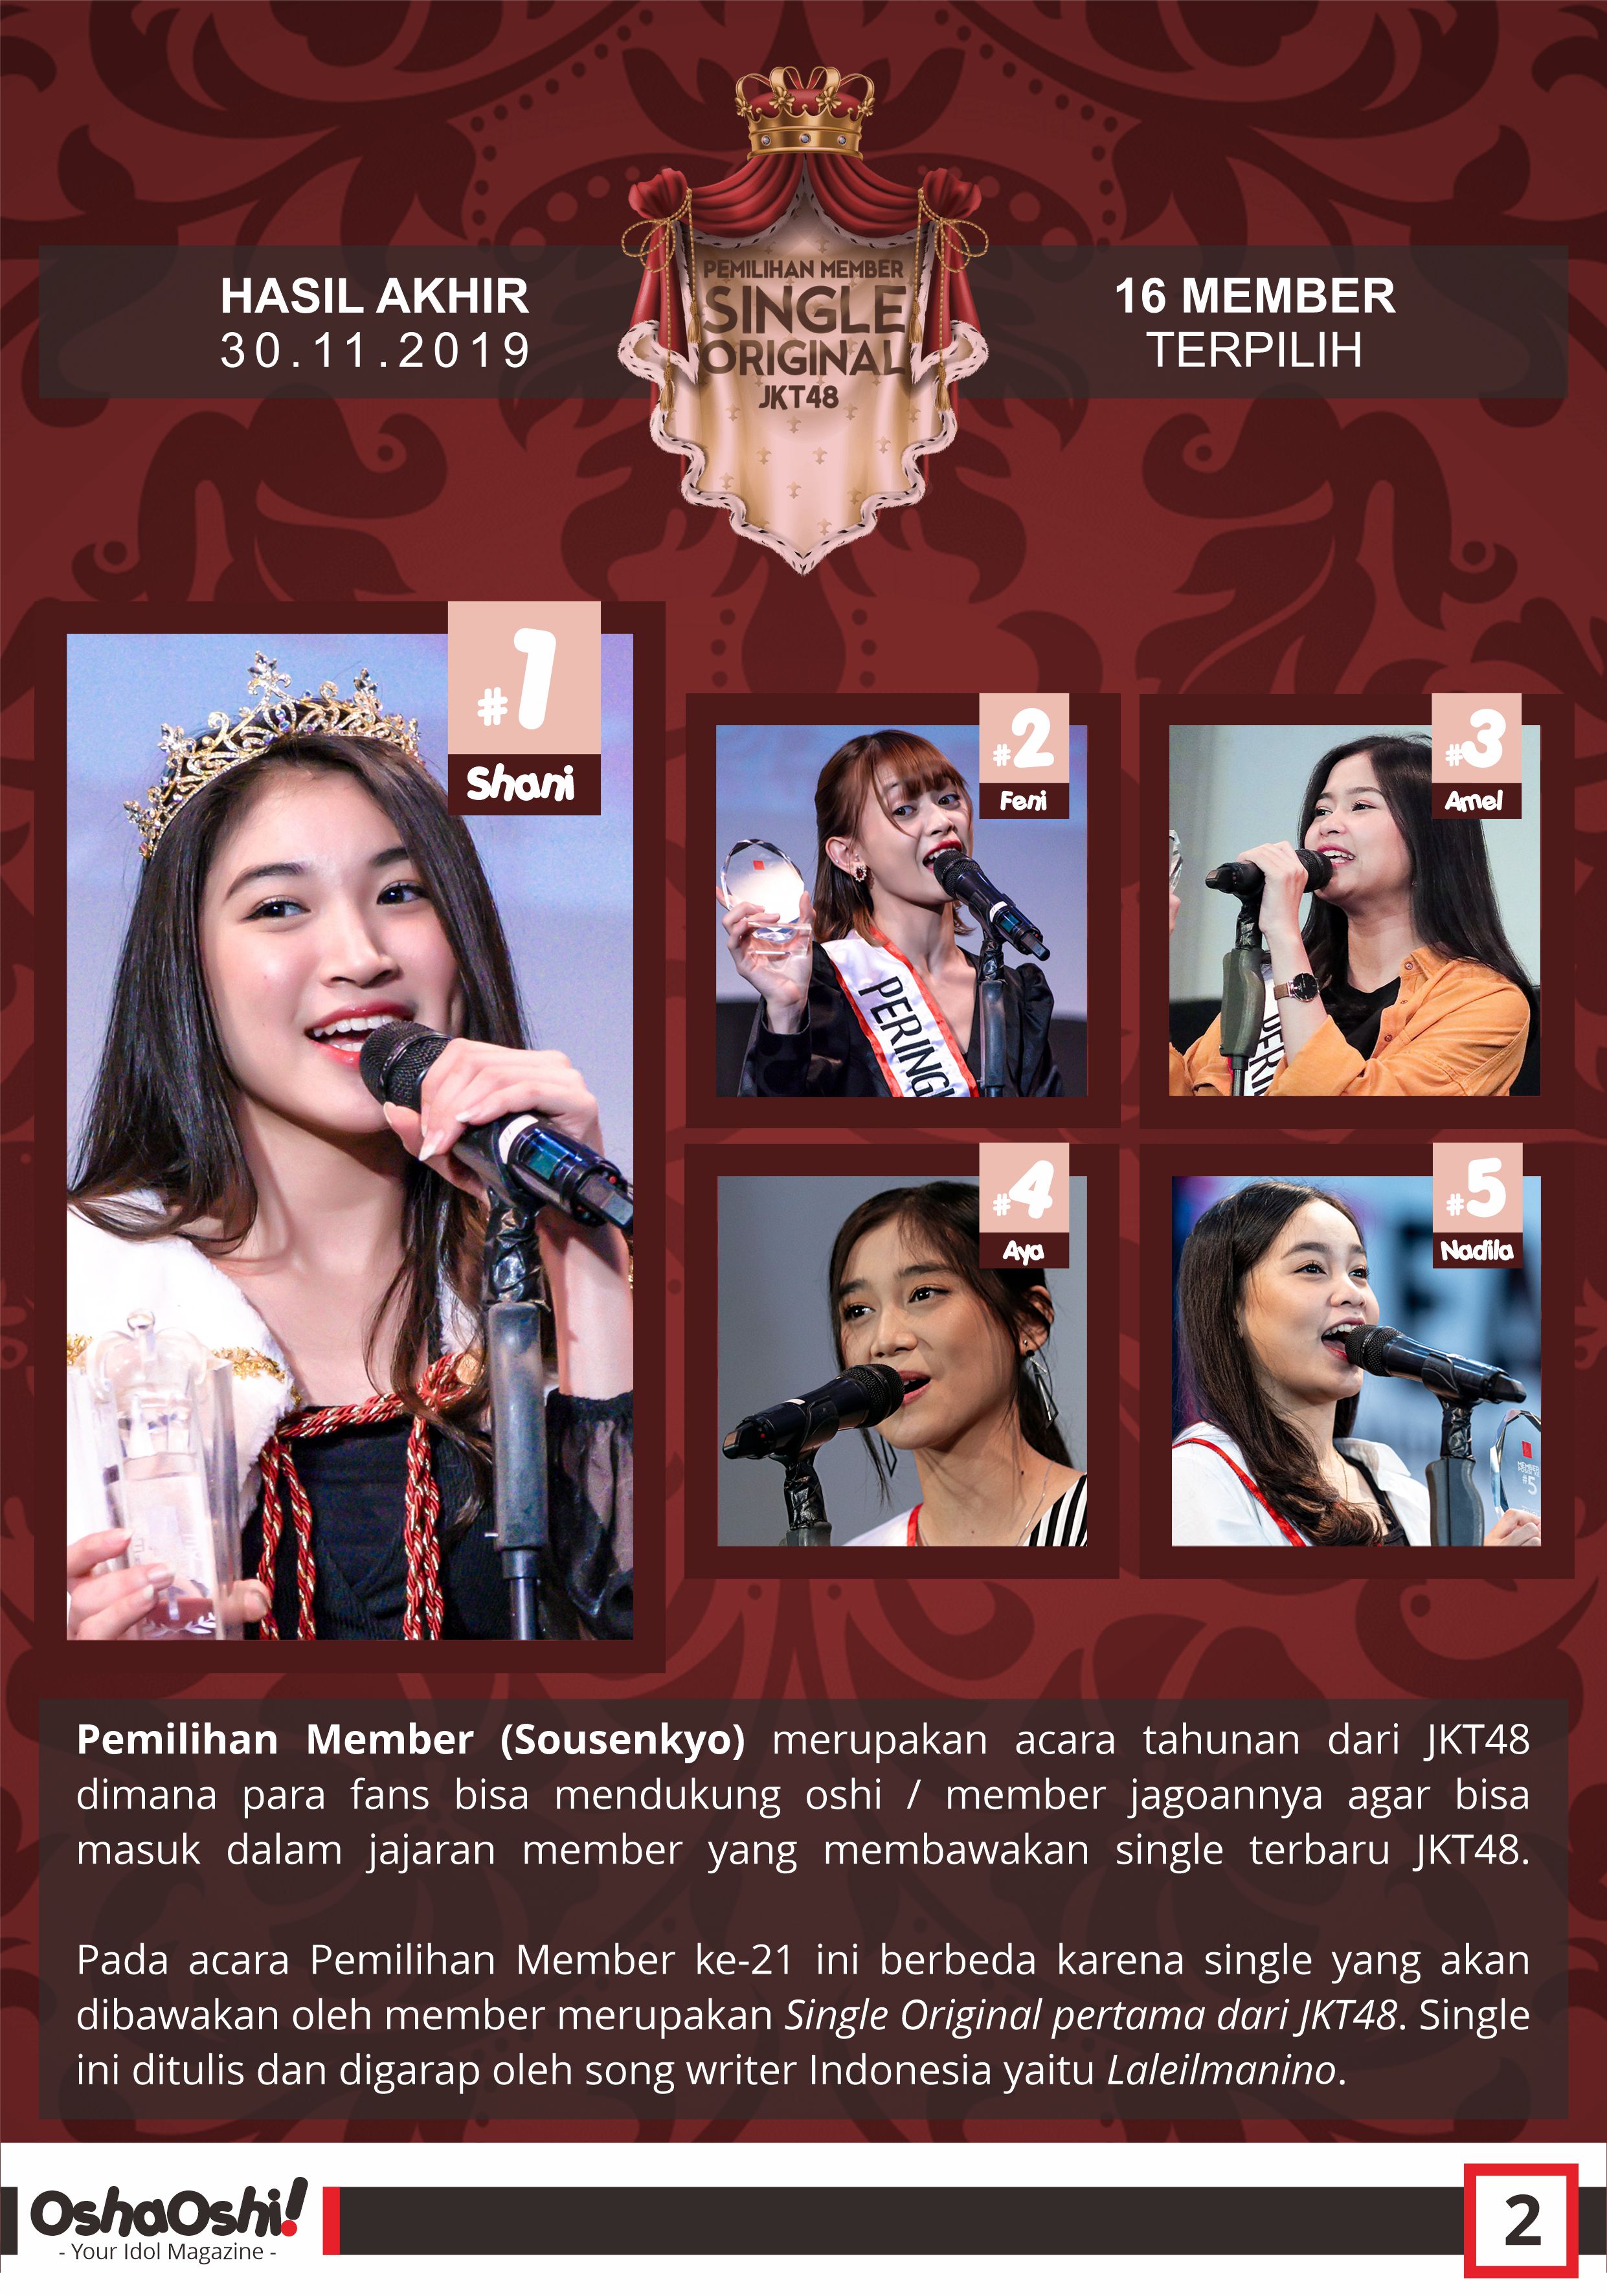 PEMILIHAN MEMBER
SINGLE
ORIGINAL
JKT48
HASIL AKHIR
30.11.2019
16 MEMBER
TERPILIH
#1
Shani
#2
Feni
PERING
#3
Amel
#4
Aya
#5
Nadila
#5
Pemilihan Member (Sousenkyo) merupakan acara tahunan dari JKT48
dimana para fans bisa mendukung oshi / member jagoannya agar bisa
masuk dalam jajaran member yang membawakan single terbaru JKT48.
Pada acara Pemilihan Member ke-21 ini berbeda karena single yang akan
dibawakan oleh member merupakan Single Original pertama dari JKT48. Single
ini ditulis dan digarap oleh song writer Indonesia yaitu Laleilmanino.
OshaOshi!
- Your Idol Magazine -
2